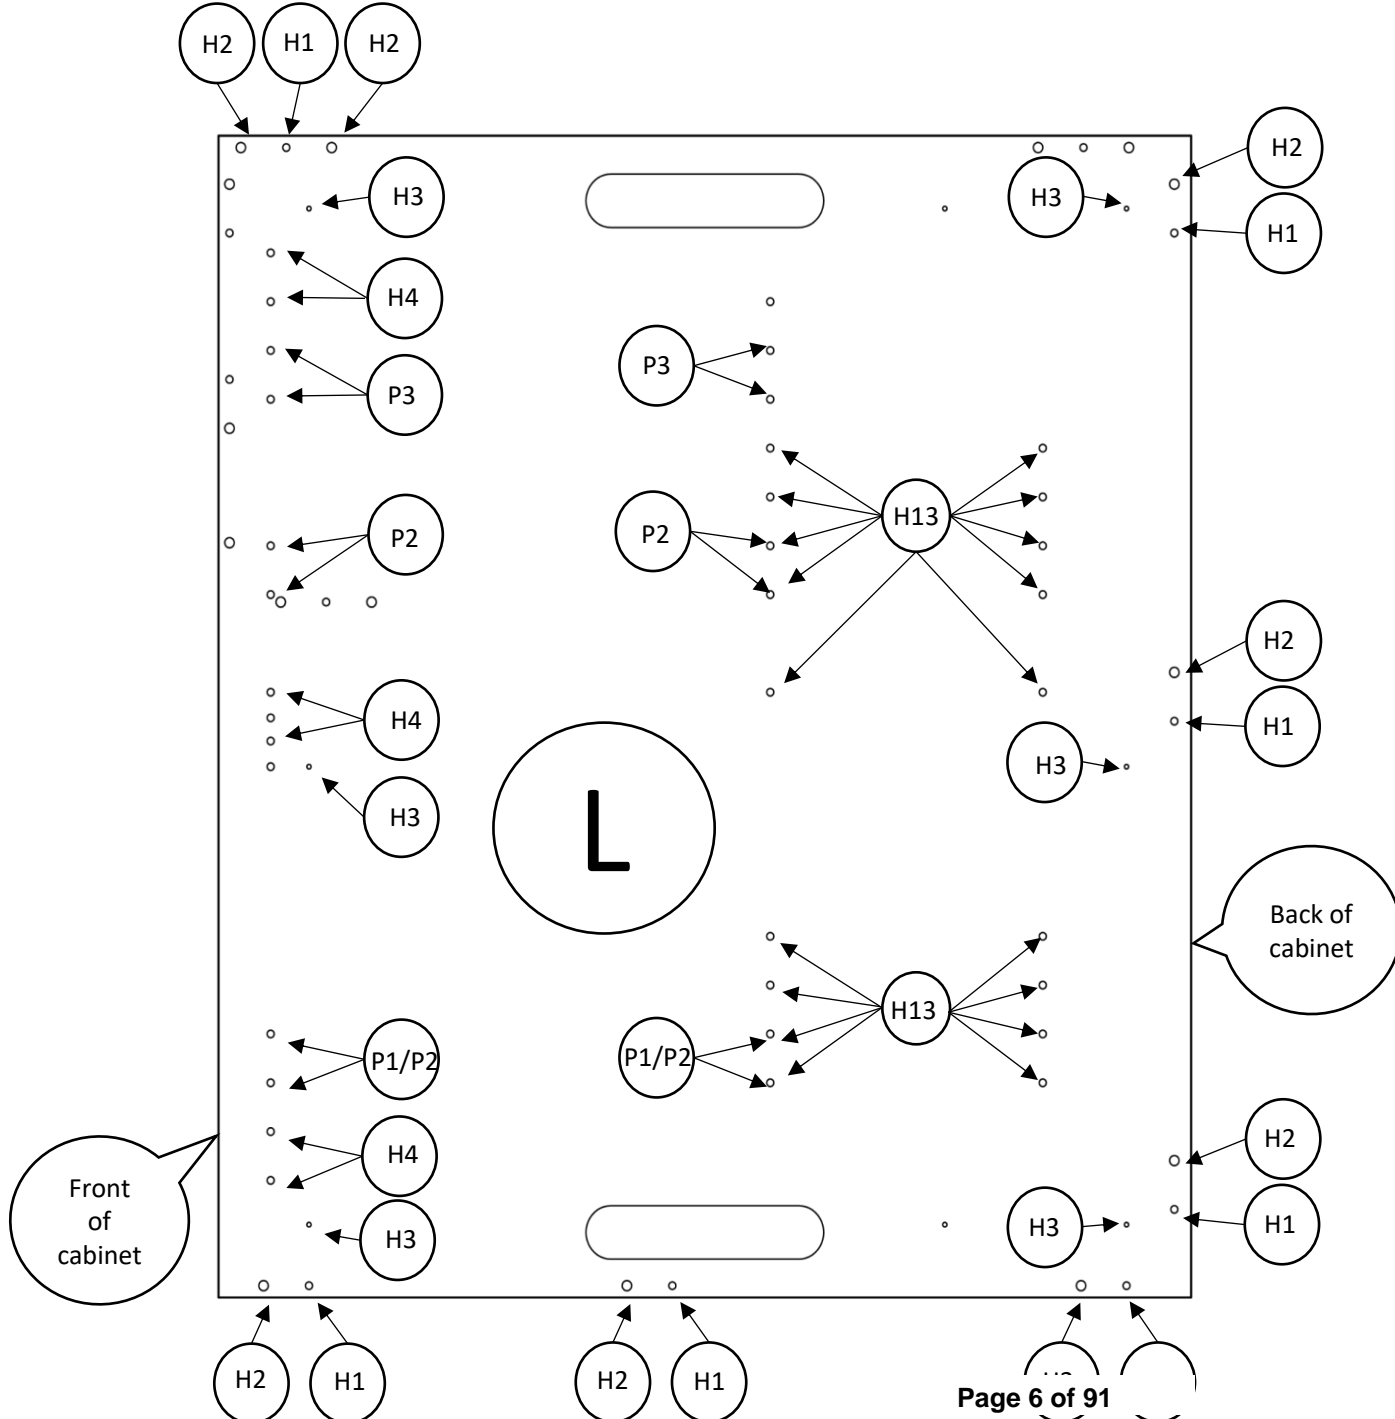 H2 H1 H2
H2
H3
H3
H1
H4
P3
P3
H13
P2
P2
H2
H4
H1
H3
H3
L
Back of
cabinet
H13
P1/P2
P1/P2
H2
H4
Front
of
cabinet
H3
H1
H3
H2
H1
H2
H1
Page 6 of 91